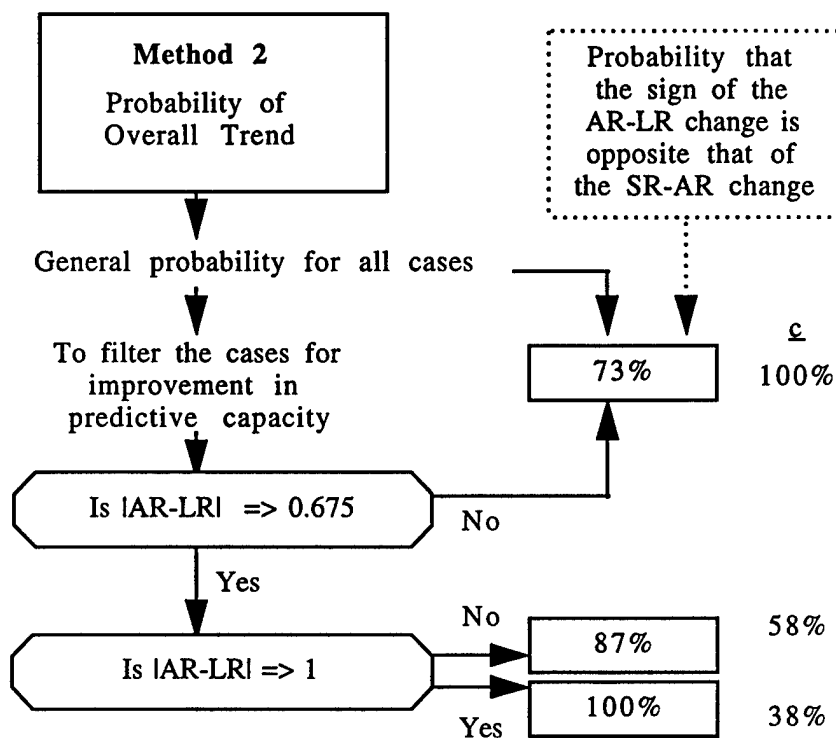 Method 2
Probability of
Overall Trend
Probability that
the sign of the
AR-LR change is
opposite that of
the SR-AR change
General probability for all cases
c
73%
100%
To filter the cases for
improvement in
predictive capacity
Is |AR-LR| => 0.675
No
Yes
Is |AR-LR| => 1
No
87%
58%
Yes
100%
38%